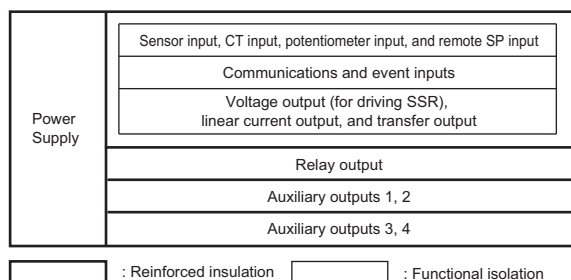 Sensor input, CT input, potentiometer input, and remote SP input
Communications and event inputs
Power
Supply
Voltage output (for driving SSR),
linear current output, and transfer output
Relay output
Auxiliary outputs 1, 2
Auxiliary outputs 3, 4
: Reinforced insulation
: Functional isolation